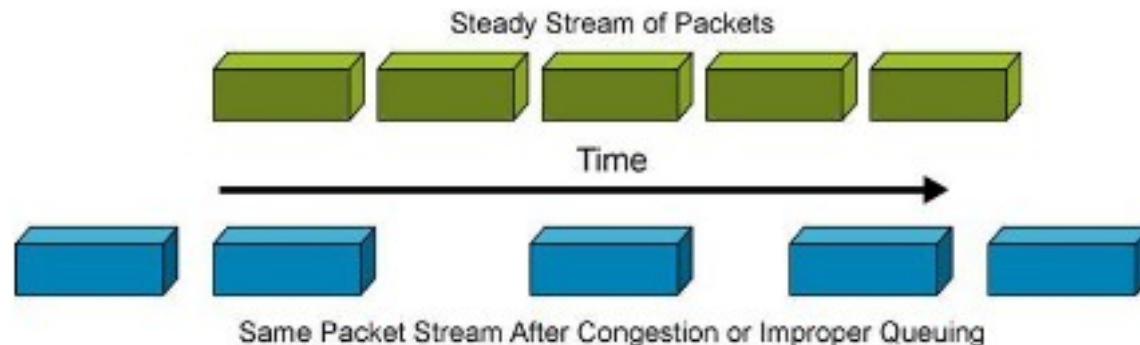 Steady Stream of Packets
Time
Same Packet Stream After Congestion or Improper Queuing